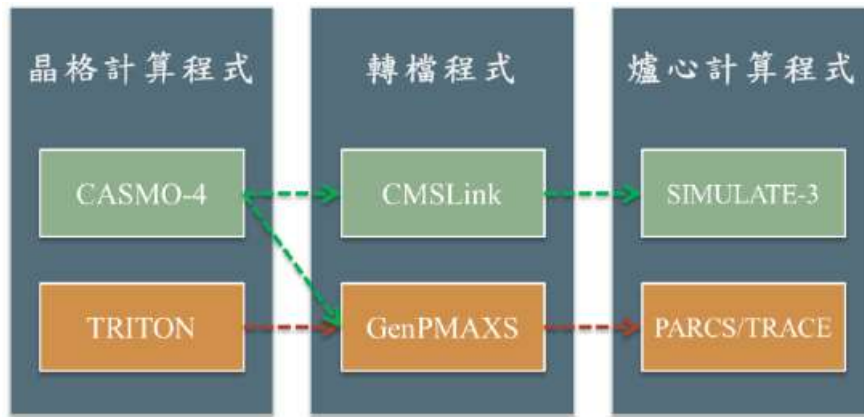 晶格計算程式
轉檔程式
爐心計算程式
CASMO-4
CMSLink
SIMULATE-3
TRITON
GenPMAXS
PARCS/TRACE